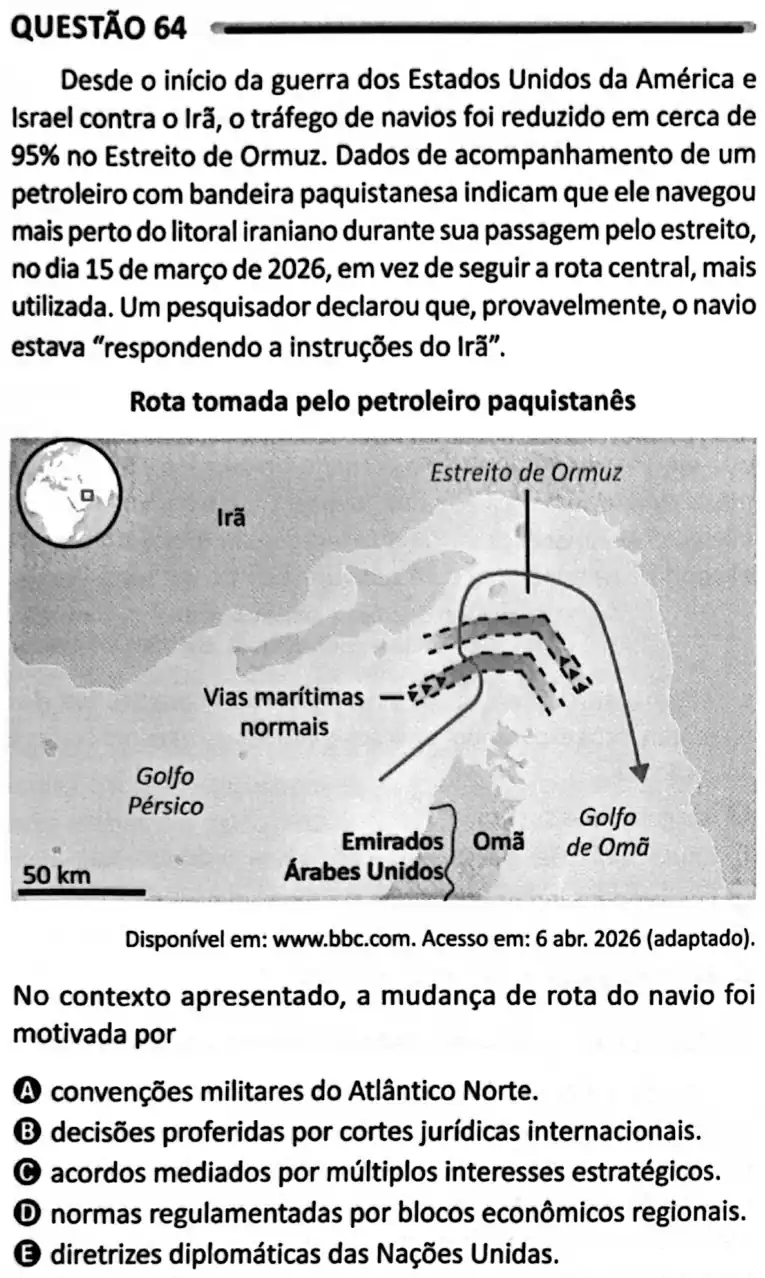 QUESTÃO 64
Desde o início da guerra dos Estados Unidos da América e
Israel contra o Irã, o tráfego de navios foi reduzido em cerca de
95% no Estreito de Ormuz. Dados de acompanhamento de um
petroleiro com bandeira paquistanesa indicam que ele navegou
mais perto do litoral iraniano durante sua passagem pelo estreito,
no dia 15 de março de 2026, em vez de seguir a rota central, mais
utilizada. Um pesquisador declarou que, provavelmente, o navio
estava "respondendo a instruções do Irã".
Rota tomada pelo petroleiro paquistanês
Estreito de Ormuz
Irã
Vias marítimas
normais
Golfo
Pérsico
Emirados
Árabes Unidos
Omã
Golfo
de Omã
50 km
Disponível em: www.bbc.com. Acesso em: 6 abr. 2026 (adaptado).
No contexto apresentado, a mudança de rota do navio foi
motivada por
A convenções militares do Atlântico Norte.
B decisões proferidas por cortes jurídicas internacionais.
C acordos mediados por múltiplos interesses estratégicos.
D normas regulamentadas por blocos econômicos regionais.
E diretrizes diplomáticas das Nações Unidas.